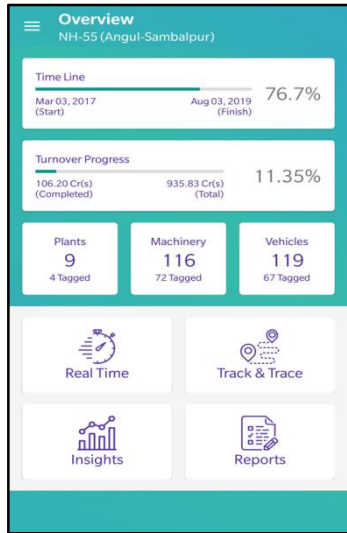 Overview
NH-55 (Angul-Sambalpur)
Time Line
76.7%
Mar 03, 2017
(Start)
Aug 03, 2019
(Finish)
Turnover Progress
11.35%
106.20 Cr(s)
(Completed)
935.83 Cr(s)
(Total)
Plants
9
4 Tagged
Machinery
116
72 Tagged
Vehicles
119
67 Tagged
Real Time
Track & Trace
Insights
Reports